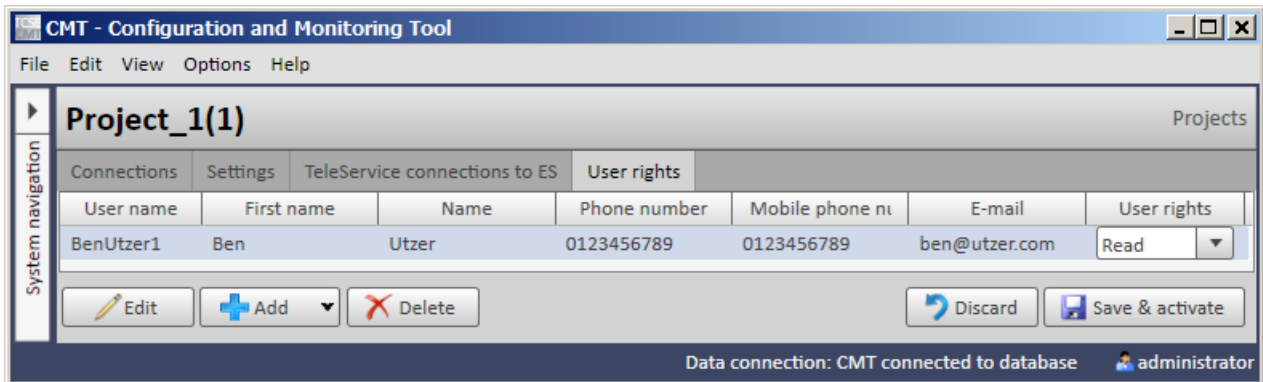 CMT - Configuration and Monitoring Tool
File Edit View Options Help
Project_1(1) Projects
System navigation
Connections Settings TeleService connections to ES User rights
User name First name Name Phone number Mobile phone nu E-mail User rights
BenUtzer1 Ben Utzer 0123456789 0123456789 ben@utzer.com Read
Edit Add Delete Discard Save & activate
Data connection: CMT connected to database administrator